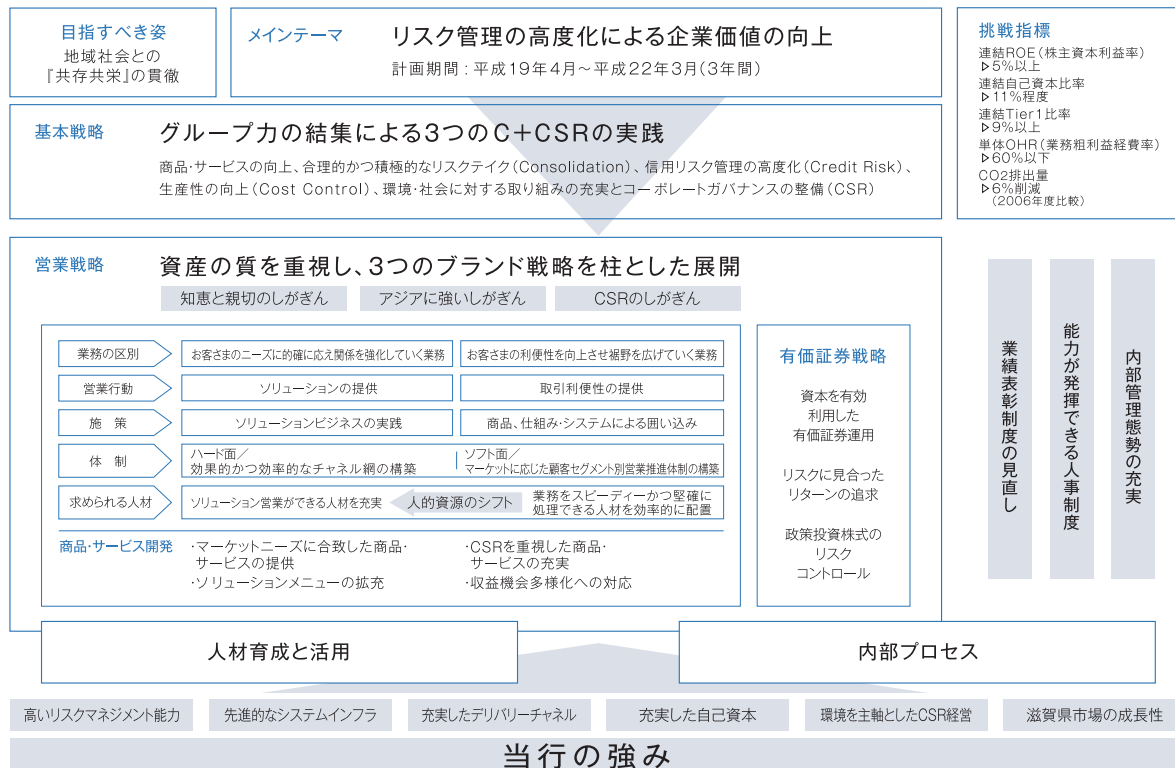 目指すべき姿
地域社会との
『共存共栄』の貫徹
メインテーマ
リスク管理の高度化による企業価値の向上
計画期間：平成19年4月～平成22年3月(3年間)
挑戦指標
連結ROE(株主資本利益率)
▷5%以上
連結自己資本比率
▷11%程度
連結Tier1比率
▷9%以上
単体OHR(業務粗利益経費率)
▷60%以下
CO2排出量
▷6%削減
(2006年度比較)
基本戦略
グループ力の結集による3つのC+CSRの実践
商品・サービスの向上、合理的かつ積極的なリスクテイク(Consolidation)、信用リスク管理の高度化(Credit Risk)、
生産性の向上(Cost Control)、環境・社会に対する取り組みの充実とコーポレートガバナンスの整備(CSR)
営業戦略
資産の質を重視し、3つのブランド戦略を柱とした展開
知恵と親切のしがぎん
アジアに強いしがぎん
CSRのしがぎん
業務の区別
お客さまのニーズに的確に応え関係を強化していく業務
お客さまの利便性を向上させ裾野を広げていく業務
営業行動
ソリューションの提供
取引利便性の提供
施 策
ソリューションビジネスの実践
商品、仕組み・システムによる囲い込み
体 制
ハード面／
効果的かつ効率的なチャネル網の構築
ソフト面／
マーケットに応じた顧客セグメント別営業推進体制の構築
求められる人材
ソリューション営業ができる人材を充実
人的資源のシフト
業務をスピーディーかつ堅確に
処理できる人材を効率的に配置
商品・サービス開発
・マーケットニーズに合致した商品・
サービスの提供
・ソリューションメニューの拡充
・CSRを重視した商品・
サービスの充実
・収益機会多様化への対応
有価証券戦略
資本を有効
利用した
有価証券運用
リスクに見合った
リターンの追求
政策投資株式の
リスク
コントロール
業績表彰制度の見直し
能力が発揮できる人事制度
内部管理態勢の充実
人材育成と活用
内部プロセス
高いリスクマネジメント能力
先進的なシステムインフラ
充実したデリバリーチャネル
充実した自己資本
環境を主軸としたCSR経営
滋賀県市場の成長性
当行の強み